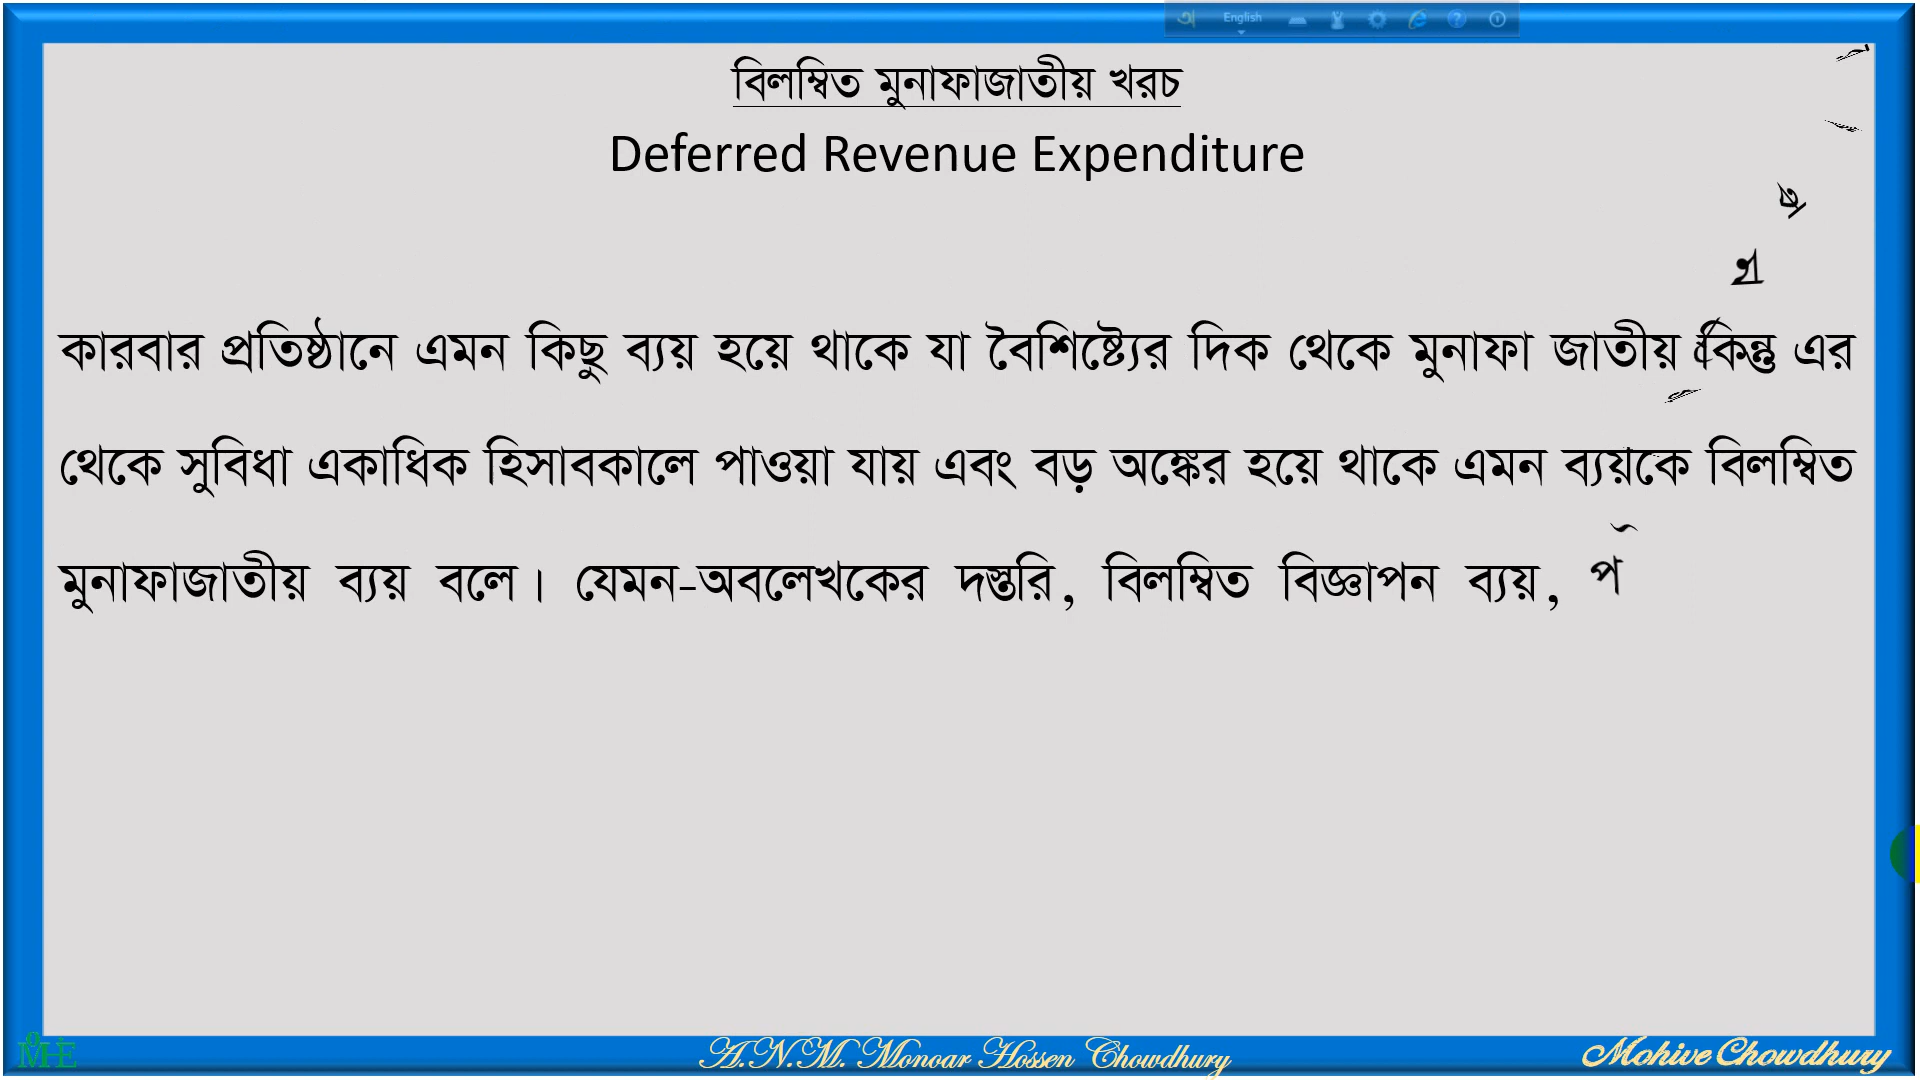 English
বিলম্বিত মুনাফাজাতীয় খরচ
Deferred Revenue Expenditure
কারবার প্রতিষ্ঠানে এমন কিছু ব্যয় হয়ে থাকে যা বৈশিষ্ট্যের দিক থেকে মুনাফা জাতীয় কিন্তু এর
থেকে সুবিধা একাধিক হিসাবকালে পাওয়া যায় এবং বড় অঙ্কের হয়ে থাকে এমন ব্যয়কে বিলম্বিত
মুনাফাজাতীয় ব্যয় বলে। যেমন-অবলেখকের দস্তরি, বিলম্বিত বিজ্ঞাপন ব্যয়, প
A.N.M. Monoar Hossen Chowdhury
Mohive Chowdhury